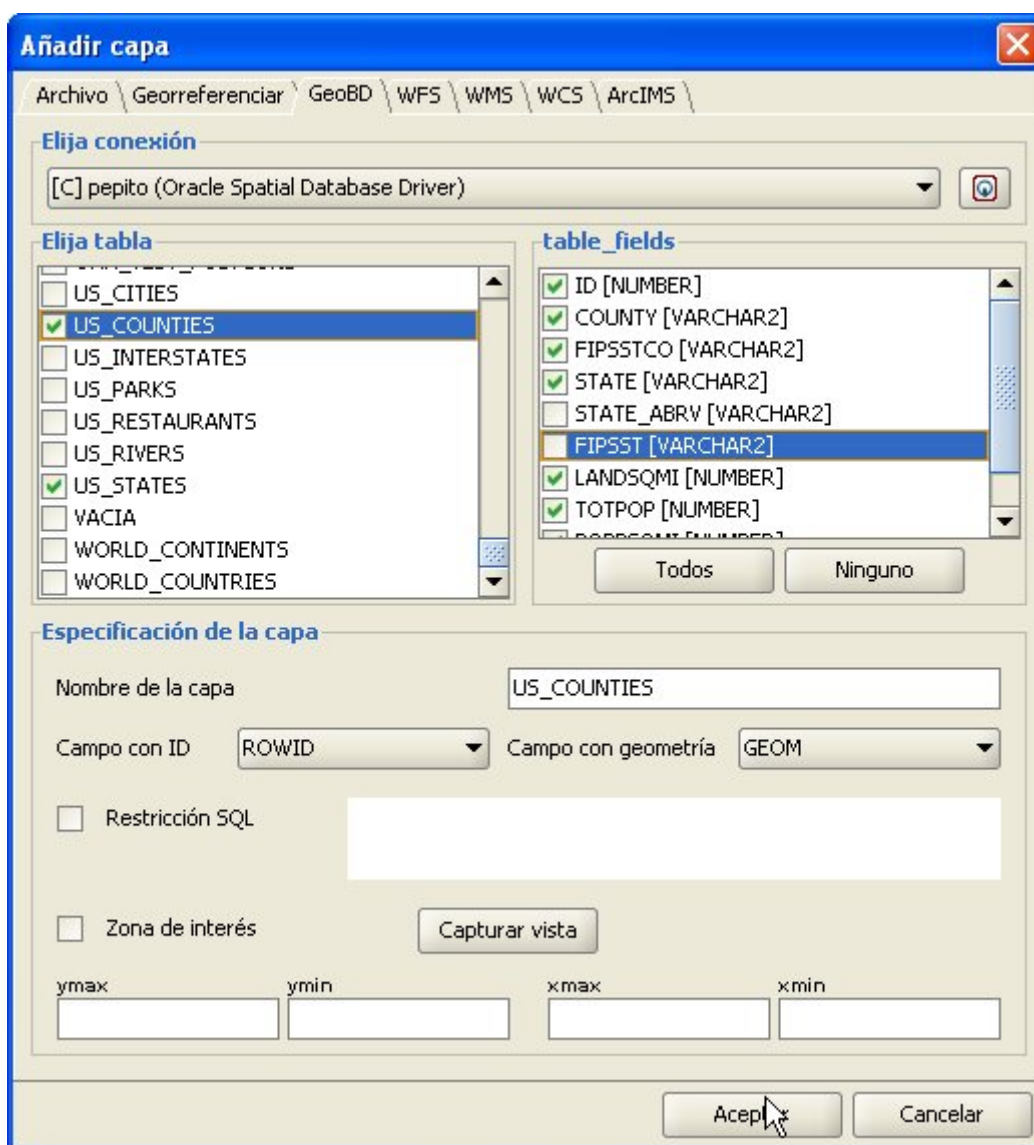 Añadir capa
Archivo
Georreferenciar
GeoBD
WFS
WMS
WCS
ArcIMS
Elija conexión
[C] pepito (Oracle Spatial Database Driver)
Elija tabla
US_CITIES
US_COUNTIES
US_INTERSTATES
US_PARKS
US_RESTAURANTS
US_RIVERS
US_STATES
VACIA
WORLD_CONTINENTS
WORLD_COUNTRIES
table_fields
ID [NUMBER]
COUNTY [VARCHAR2]
FIPSSTCO [VARCHAR2]
STATE [VARCHAR2]
STATE_ABRV [VARCHAR2]
FIPSST [VARCHAR2]
LANDSQMI [NUMBER]
TOTPOP [NUMBER]
Todos
Ninguno
Especificación de la capa
Nombre de la capa
US_COUNTIES
Campo con ID
ROWID
Campo con geometría
GEOM
Restricción SQL
Zona de interés
Capturar vista
ymax
ymin
xmax
xmin
Aceptar
Cancelar